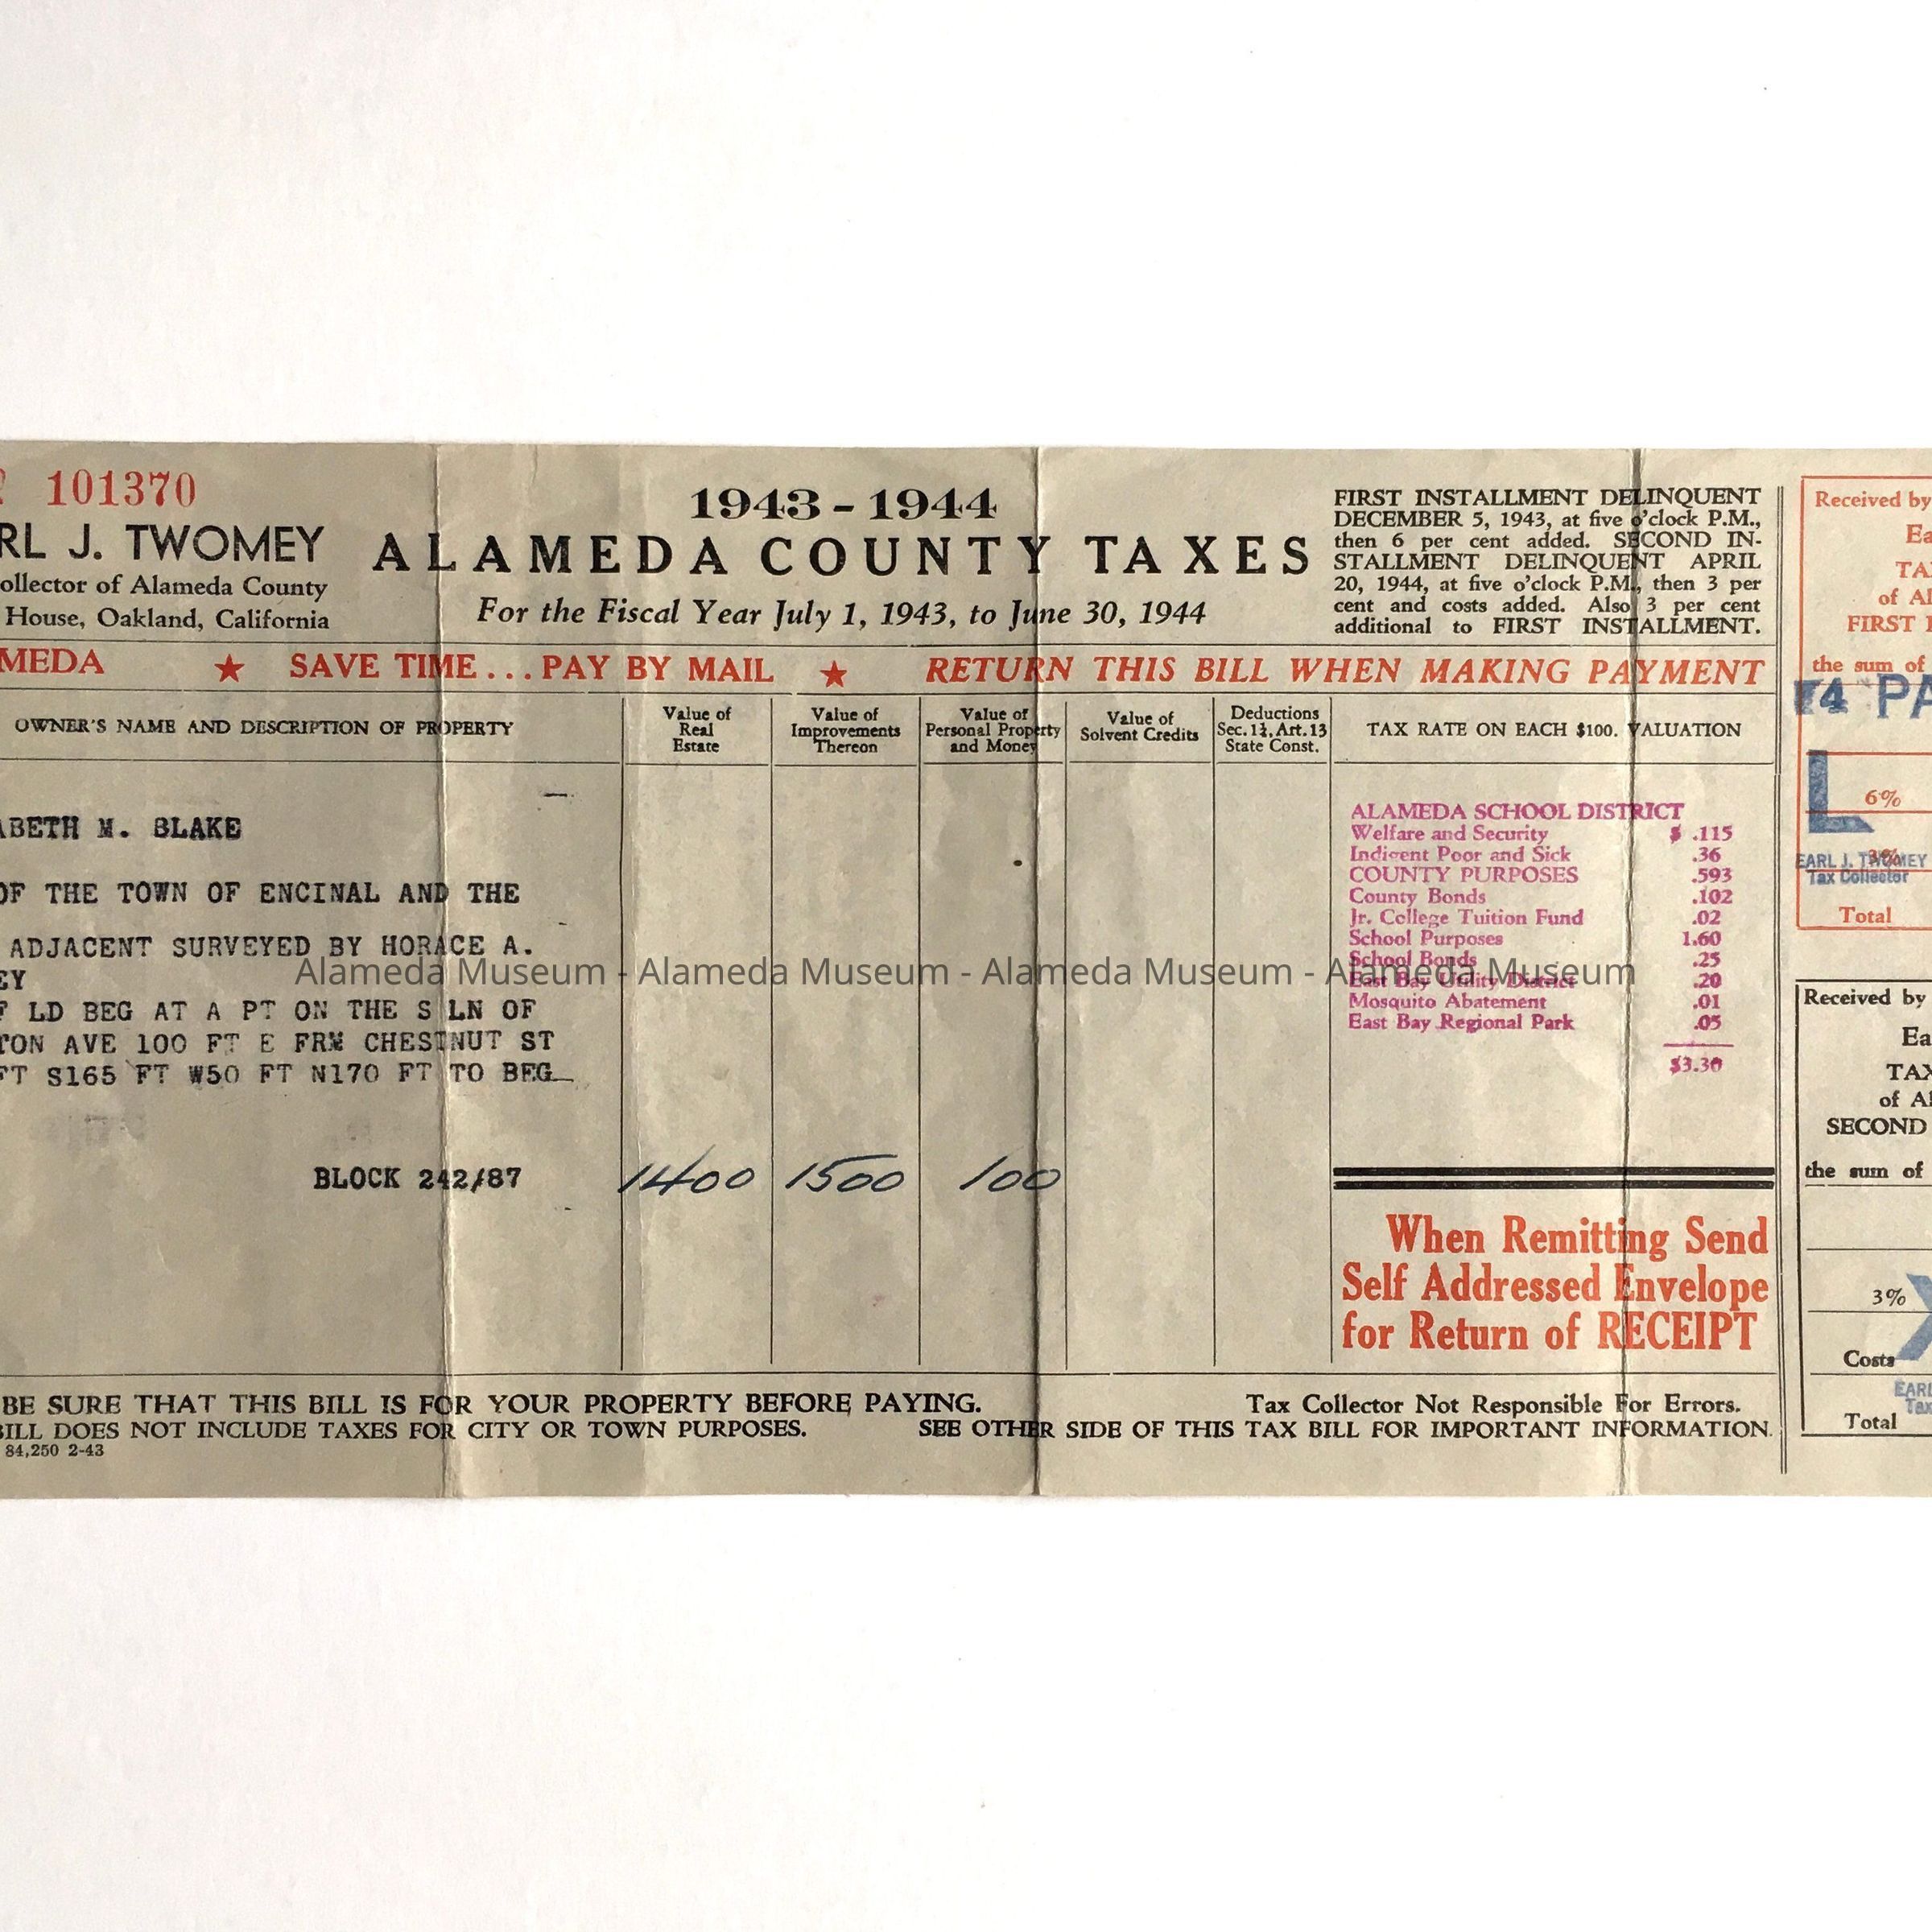 101370
RL J. TWOMEY
ollector of Alameda County
House, Oakland, California
1943-1944
ALAMEDA COUNTY TAXES
For the Fiscal Year July 1, 1943, to June 30, 1944
FIRST INSTALLMENT DELINQUENT
DECEMBER 5, 1943, at five o'clock P.M.,
then 6 per cent added. SECOND IN-
STALLMENT DELINQUENT APRIL
20, 1944, at five o'clock P.M., then 3 per
cent and costs added. Also 3 per cent
additional to FIRST INSTALLMENT.
MEDA ★ SAVE TIME...PAY BY MAIL ★ RETURN THIS BILL WHEN MAKING PAYMENT
OWNER'S NAME AND DESCRIPTION OF PROPERTY
Value of
Real
Estate
Value of
Improvements
Thereon
Value of
Personal Property
and Money
Value of
Solvent Credits
Deductions
Sec. 1¼, Art. 13
State Const.
TAX RATE ON EACH $100. VALUATION
ABETH M. BLAKE
OF THE TOWN OF ENCINAL AND THE
ADJACENT SURVEYED BY HORACE A.
EY
F LD BEG AT A PT ON THE S LN OF
TON AVE 100 FT E FRM CHESTNUT ST
FT S165 FT W50 FT N170 FT TO BEG
BLOCK 242/87 1400 1500 100
ALAMEDA SCHOOL DISTRICT
Welfare and Security $ .115
Indigent Poor and Sick .36
COUNTY PURPOSES .593
County Bonds .102
Jr. College Tuition Fund .02
School Purposes 1.60
School Bonds .25
East Bay Utility District .20
Mosquito Abatement .01
East Bay Regional Park .05
$3.30
When Remitting Send
Self Addressed Envelope
for Return of RECEIPT
BE SURE THAT THIS BILL IS FOR YOUR PROPERTY BEFORE PAYING.
Tax Collector Not Responsible For Errors.
BILL DOES NOT INCLUDE TAXES FOR CITY OR TOWN PURPOSES.
SEE OTHER SIDE OF THIS TAX BILL FOR IMPORTANT INFORMATION.
84,250 2-43
Received by
Ea
TAX
of Al
FIRST I
the sum of
4 PA
L
6%
3%
EARL J. TWOMEY
Tax Collector
Total
Received by
Ea
TAX
of Al
SECOND
the sum of
3%
Costs
EARL
Tax
Total
Alameda Museum - Alameda Museum - Alameda Museum - Alameda Museum